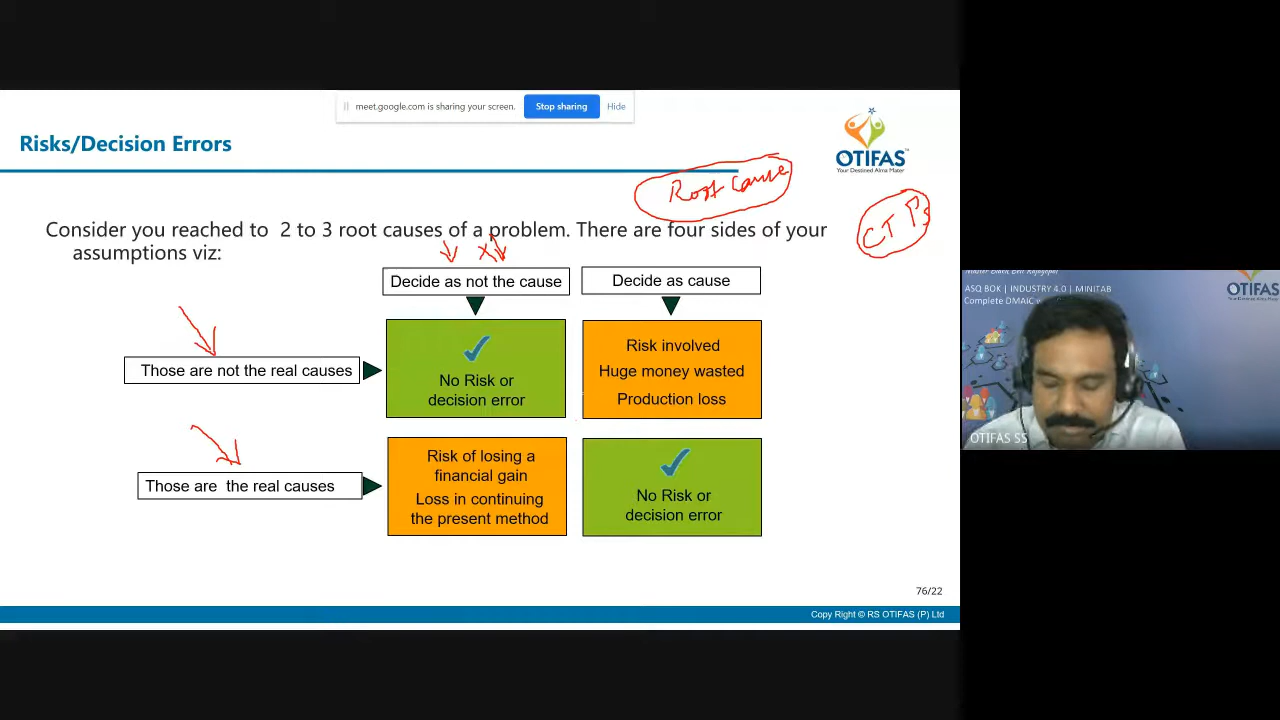 meet.google.com is sharing your screen.
Stop sharing
Hide
Risks/Decision Errors
OTIFAS
Your Destined Alma Mater
Root Cause
CTPs
Consider you reached to 2 to 3 root causes of a problem. There are four sides of your
assumptions viz:
Decide as not the cause
Decide as cause
Those are not the real causes
No Risk or
decision error
Risk involved
Huge money wasted
Production loss
Those are the real causes
Risk of losing a
financial gain
Loss in continuing
the present method
No Risk or
decision error
76/22
Copy Right © RS OTIFAS (P) Ltd
ASQ BOK | INDUSTRY 4.0 | MINITAB
Complete DMAIC
OTIFAS
OTIFAS SS